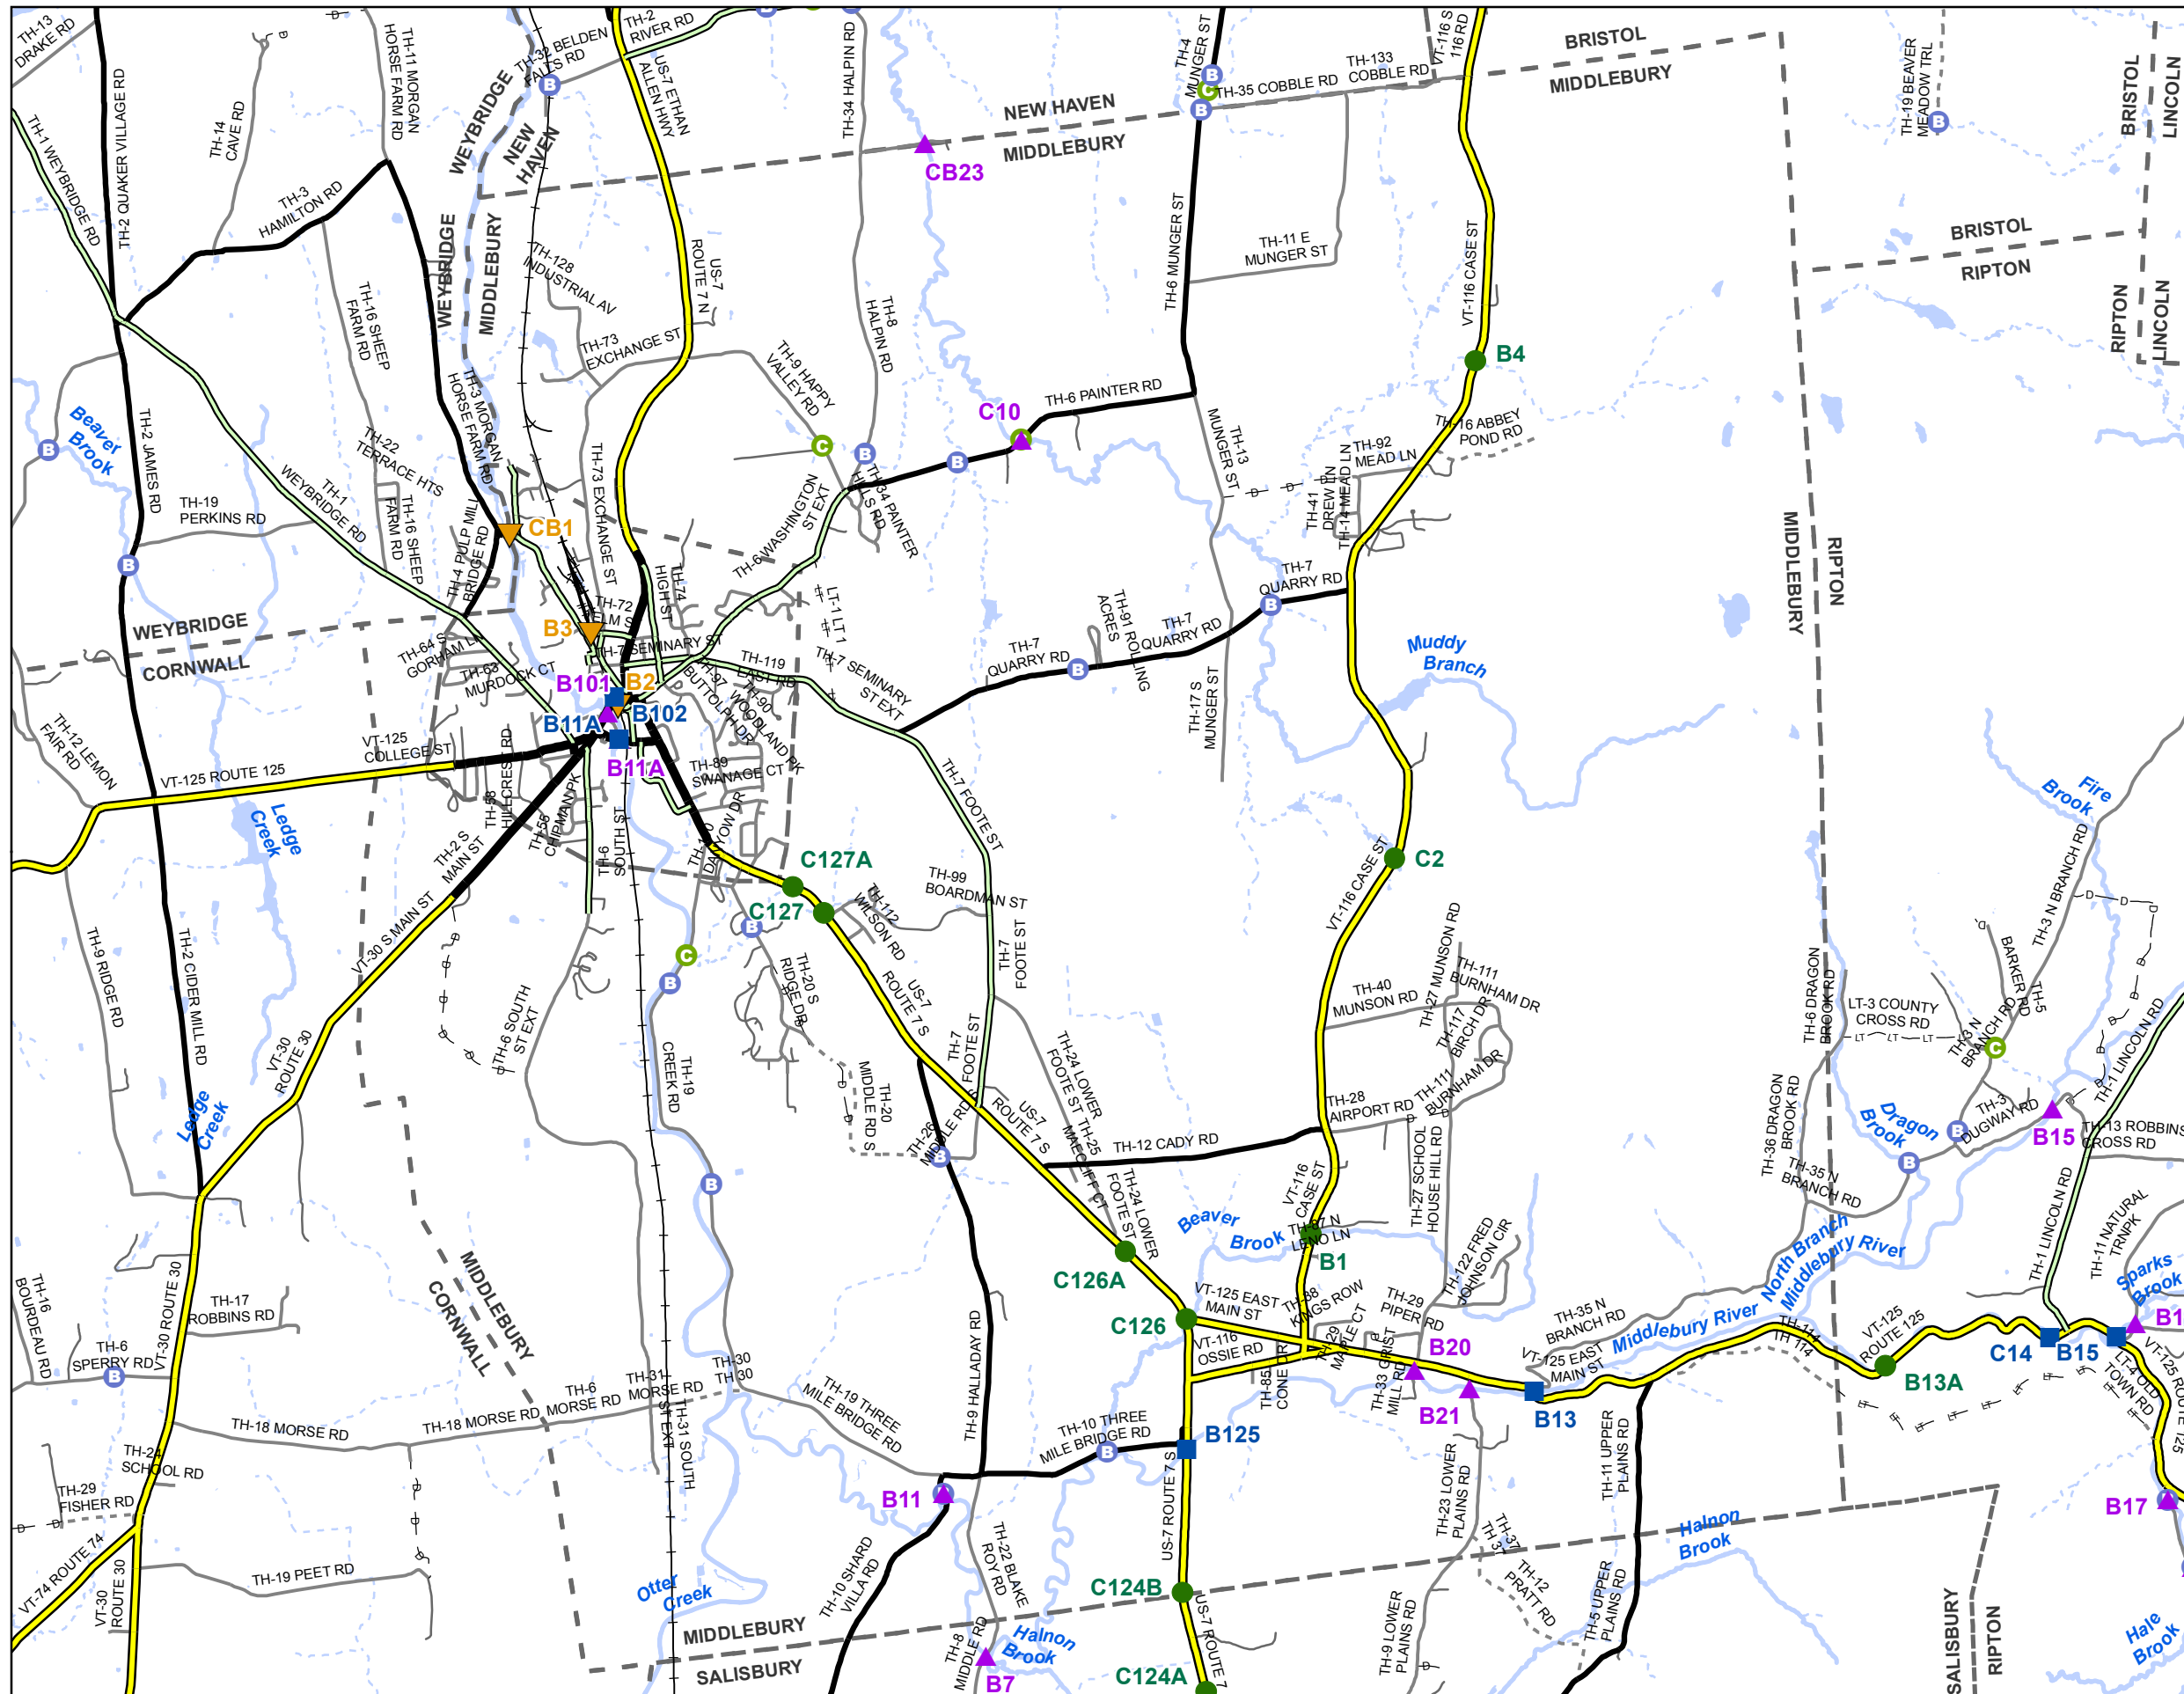 TH-13
DRAKE RD
TH-1 WEYBRIDGE RD
TH-2 QUAKER VILLAGE RD
TH-14
CAVE RD
TH-11 MORGAN
HORSE FARM RD
TH-3
HAMILTON RD
WEYBRIDGE
NEW
HAVEN
TH-32 BELDEN
FALLS RD
TH-2
RIVER RD
US-7 ETHAN
ALLEN HWY
TH-34 HALPIN RD
TH-4
MUNGER ST
TH-35 COBBLE RD
TH-133
COBBLE RD
VT-116 S
116 RD
BRISTOL
MIDDLEBURY
NEW HAVEN
MIDDLEBURY
CB23
TH-19 BEAVER
MEADOW TRL
BRISTOL
LINCOLN
BRISTOL
RIPTON
RIPTON
LINCOLN
WEYBRIDGE
MIDDLEBURY
TH-128
INDUSTRIAL AV
US-7
ROUTE 7 N
TH-73
EXCHANGE ST
TH-9 HAPPY
VALLEY RD
TH-8
HALPIN RD
TH-6 MUNGER ST
TH-11 E
MUNGER ST
VT-116 CASE ST
B4
TH-16 SHEEP
FARM RD
TH-3 MORGAN
HORSE FARM RD
Beaver
Brook
TH-2 JAMES RD
TH-22
TERRACE HTS
TH-1
WEYBRIDGE RD
TH-19
PERKINS RD
TH-16 SHEEP
FARM RD
TH-4 PULP MILL
BRIDGE RD
CB1
TH-73 EXCHANGE ST
C10
TH-6 PAINTER RD
TH-13
MUNGER ST
TH-16 ABBEY
POND RD
TH-92
MEAD LN
TH-41
DREW LN
TH-14 MEAD LN
TH-6 WASHINGTON
ST EXT
TH-34 PAINTER
HILLS RD
TH-74
HIGH ST
TH-72
ELM ST
B3
TH-7 SEMINARY ST
LT-1 LT 1
TH-7
QUARRY RD
TH-91 ROLLING
ACRES
TH-7
QUARRY RD
TH-7
QUARRY RD
MIDDLEBURY
RIPTON
WEYBRIDGE
CORNWALL
TH-64 S
GORHAM LN
TH-63
MURDOCK CT
B101
B2
B11A
B102
B11A
TH-119
EAST RD
TH-97
BUTTOLPH DR
TH-90
WOODLAND PK
TH-7 SEMINARY
ST EXT
TH-17 S
MUNGER ST
Muddy
Branch
TH-12 LEMON
FAIR RD
VT-125 ROUTE 125
VT-125
COLLEGE ST
TH-58
HILLCREST RD
TH-55
CHIPMAN PK
TH-89
SWANAGE CT
TH-7 FOOTE ST
Ledge
Creek
TH-2 S
MAIN ST
TH-6
SOUTH ST
DALY YOW DR
C127A
C127
TH-112
WILSON RD
TH-99
BOARDMAN ST
C2
VT-116 CASE ST
Fire
Brook
TH-3 N BRANCH RD
TH-9 RIDGE RD
TH-2 CIDER MILL RD
VT-30 S MAIN ST
TH-7
FOOTE ST
TH-20 S
RIDGE DR
US-7
ROUTE 7 S
TH-27 MUNSON RD
TH-111
BURNHAM DR
TH-40
MUNSON RD
TH-117
BIRCH DR
TH-111
BURNHAM DR
TH-6 DRAGON
BROOK RD
LT-3 COUNTY
CROSS RD
TH-3 N
BRANCH RD
TH-5
BARKER RD
TH-1 LINCOLN RD
TH-6 SOUTH
ST EXT
VT-30
ROUTE 30
Ledge
Creek
TH-19
CREEK RD
TH-20
MIDDLE RD S
TH-7
FOOTE ST
TH-26
MIDDLE RD S
US-7
ROUTE 7 S
TH-24 LOWER
FOOTE ST
TH-25
MAECLIFF CT
TH-12 CADY RD
TH-28
AIRPORT RD
TH-27 SCHOOL
HOUSE HILL RD
TH-36 DRAGON
BROOK RD
Dragon
Brook
TH-3
DUGWAY RD
B15
TH-13 ROBBINS
CROSS RD
TH-35 N
BRANCH RD
TH-24 LOWER
FOOTE ST
VT-116
CASE ST
Beaver
Brook
TH-87 N
LENO LN
B1
C126A
TH-122 FRED
JOHNSON CIR
North Branch
Middlebury River
TH-1 LINCOLN RD
TH-11 NATURAL
TRNPK
Sparks
Brook
TH-16
BOURDEAU RD
TH-17
ROBBINS RD
VT-30 ROUTE 30
MIDDLEBURY
CORNWALL
TH-6
SPERRY RD
C126
VT-125 EAST
MAIN ST
TH-38
KINGS ROW
VT-116
OSSIE RD
TH-29
MAPLE CT
TH-29
PIPER RD
B20
TH-35 N
BRANCH RD
VT-125 EAST
MAIN ST
Middlebury River
TH-114
TH 114
VT-125
ROUTE 125
B13A
C14
B15
B1
TH-18 MORSE RD
TH-18 MORSE RD
TH-6
MORSE RD
TH-31
MORSE RD
TH-30
TH 30
TH-31 SOUTH
ST EXT
TH-19 THREE
MILE BRIDGE RD
TH-9 HALLADAY RD
TH-10 THREE
MILE BRIDGE RD
B125
TH-85
CONE DR
TH-33 GRIST
MILL RD
B21
B13
LT-4 OLD
TOWN RD
VT-125 ROUTE 125
TH-24
SCHOOL RD
TH-29
FISHER RD
VT-74 ROUTE 74
VT-30
ROUTE 30
TH-19 PEET RD
B11
US-7 ROUTE 7 S
TH-23 LOWER
PLAINS RD
TH-11 UPPER
PLAINS RD
B17
TH-37
TH 37
Halnon
Brook
TH-10 SHARD
VILLA RD
TH-22 BLAKE
ROY RD
C124B
TH-12
PRATT RD
TH-5 UPPER
PLAINS RD
Otter
Creek
MIDDLEBURY
SALISBURY
TH-8
MIDDLE RD
Halnon
Brook
B7
C124A
US-7 ROUTE 7
TH-9 LOWER
PLAINS RD
SALISBURY
RIPTON
Hale
Brook